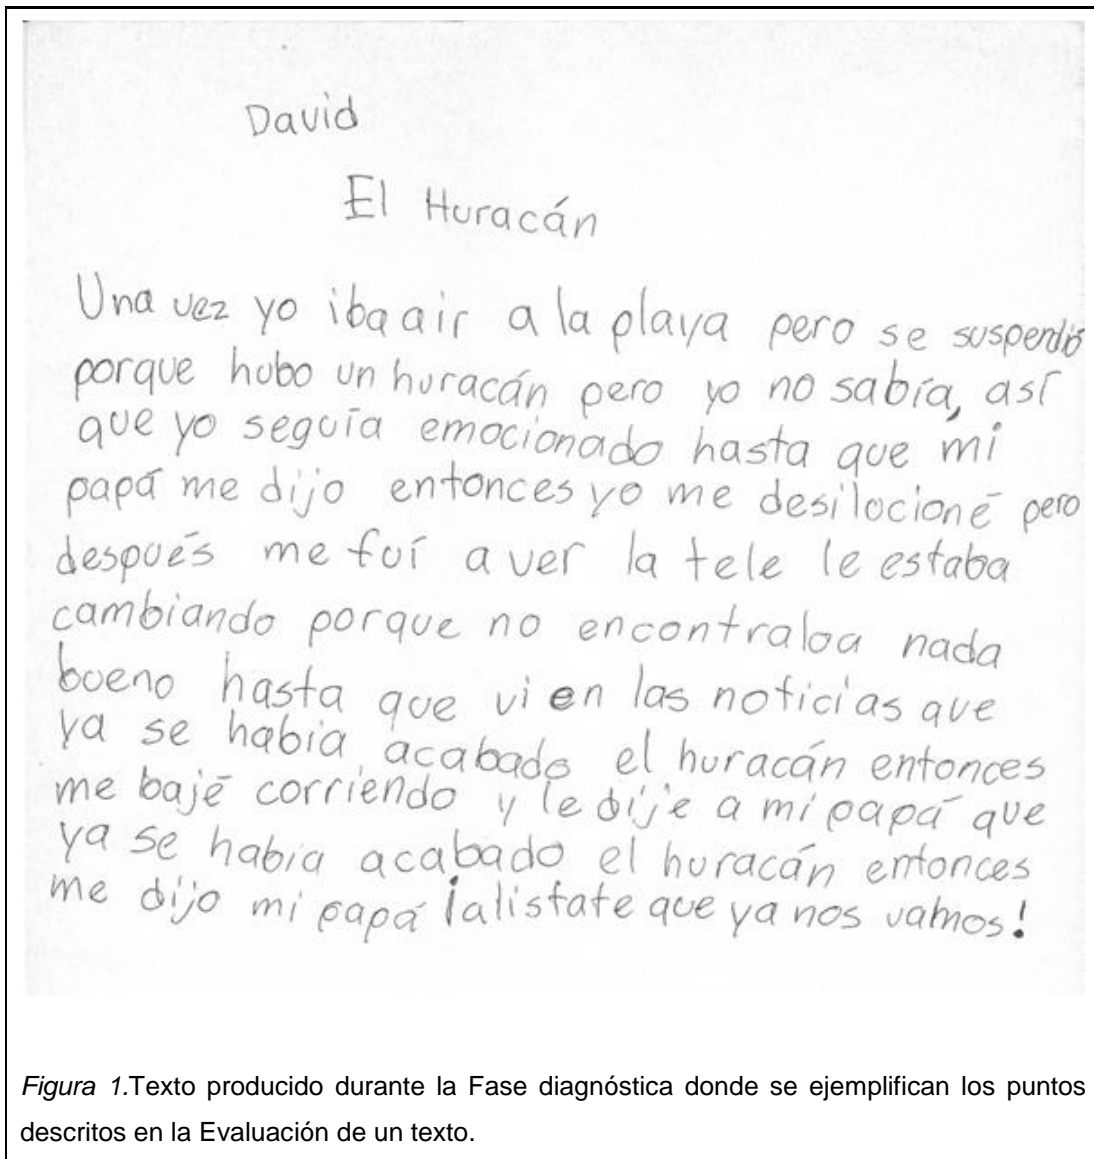 David
El Huracán
Una vez yo ibaair a la playa pero se suspendió
porque hubo un huracán pero yo no sabía, así
que yo seguía emocionado hasta que mi
papá me dijo entonces yo me desilocioné pero
después me fuí a ver la tele le estaba
cambiando porque no encontraba nada
bueno hasta que vi en las noticias que
ya se habia acabado el huracán entonces
me bajé corriendo y le dije a mi papá que
ya se habia acabado el huracán entonces
me dijo mi papá ¡alistate que ya nos vamos!
Figura 1.Texto producido durante la Fase diagnóstica donde se ejemplifican los puntos
descritos en la Evaluación de un texto.